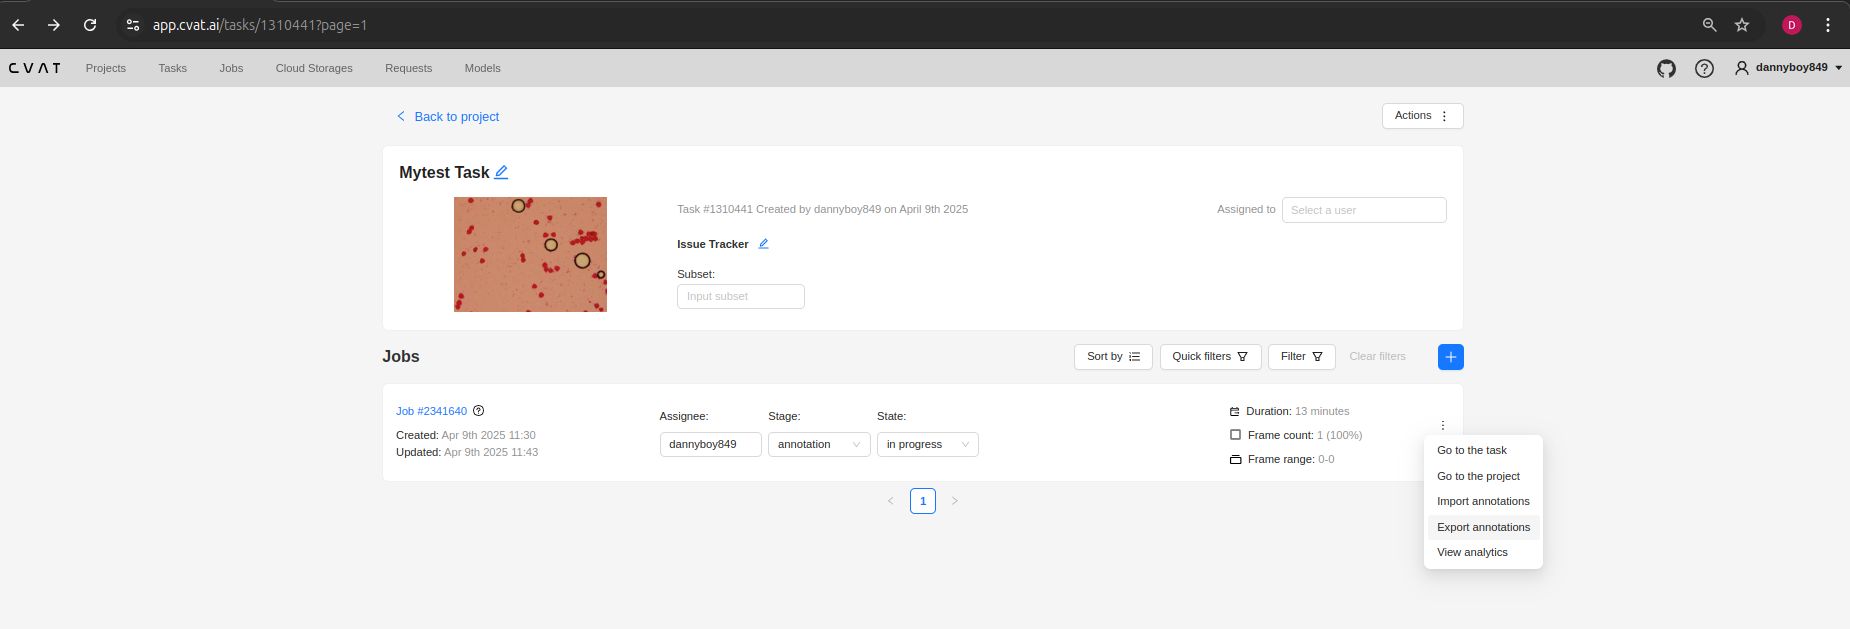 app.cvat.ai/tasks/1310441?page=1
D
CVAT Projects Tasks Jobs Cloud Storages Requests Models dannyboy849
Back to project Actions
Mytest Task
Task #1310441 Created by dannyboy849 on April 9th 2025 Assigned to Select a user
Issue Tracker
Subset:
Input subset
Jobs Sort by Quick filters Filter Clear filters
Job #2341640
Created: Apr 9th 2025 11:30
Updated: Apr 9th 2025 11:43
Assignee: Stage: State:
dannyboy849 annotation in progress
Duration: 13 minutes
Frame count: 1 (100%)
Frame range: 0-0
Go to the task
Go to the project
Import annotations
Export annotations
View analytics
1